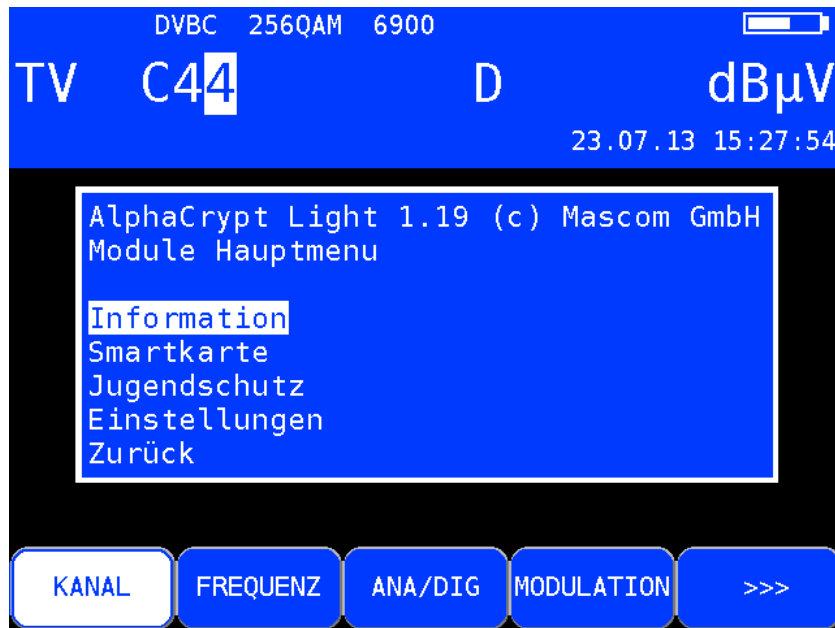 DVBC 256QAM 6900
TV C44 D dBµV
23.07.13 15:27:54
AlphaCrypt Light 1.19 (c) Mascom GmbH
Module Hauptmenu
Information
Smartkarte
Jugendschutz
Einstellungen
Zurück
KANAL FREQUENZ ANA/DIG MODULATION >>>